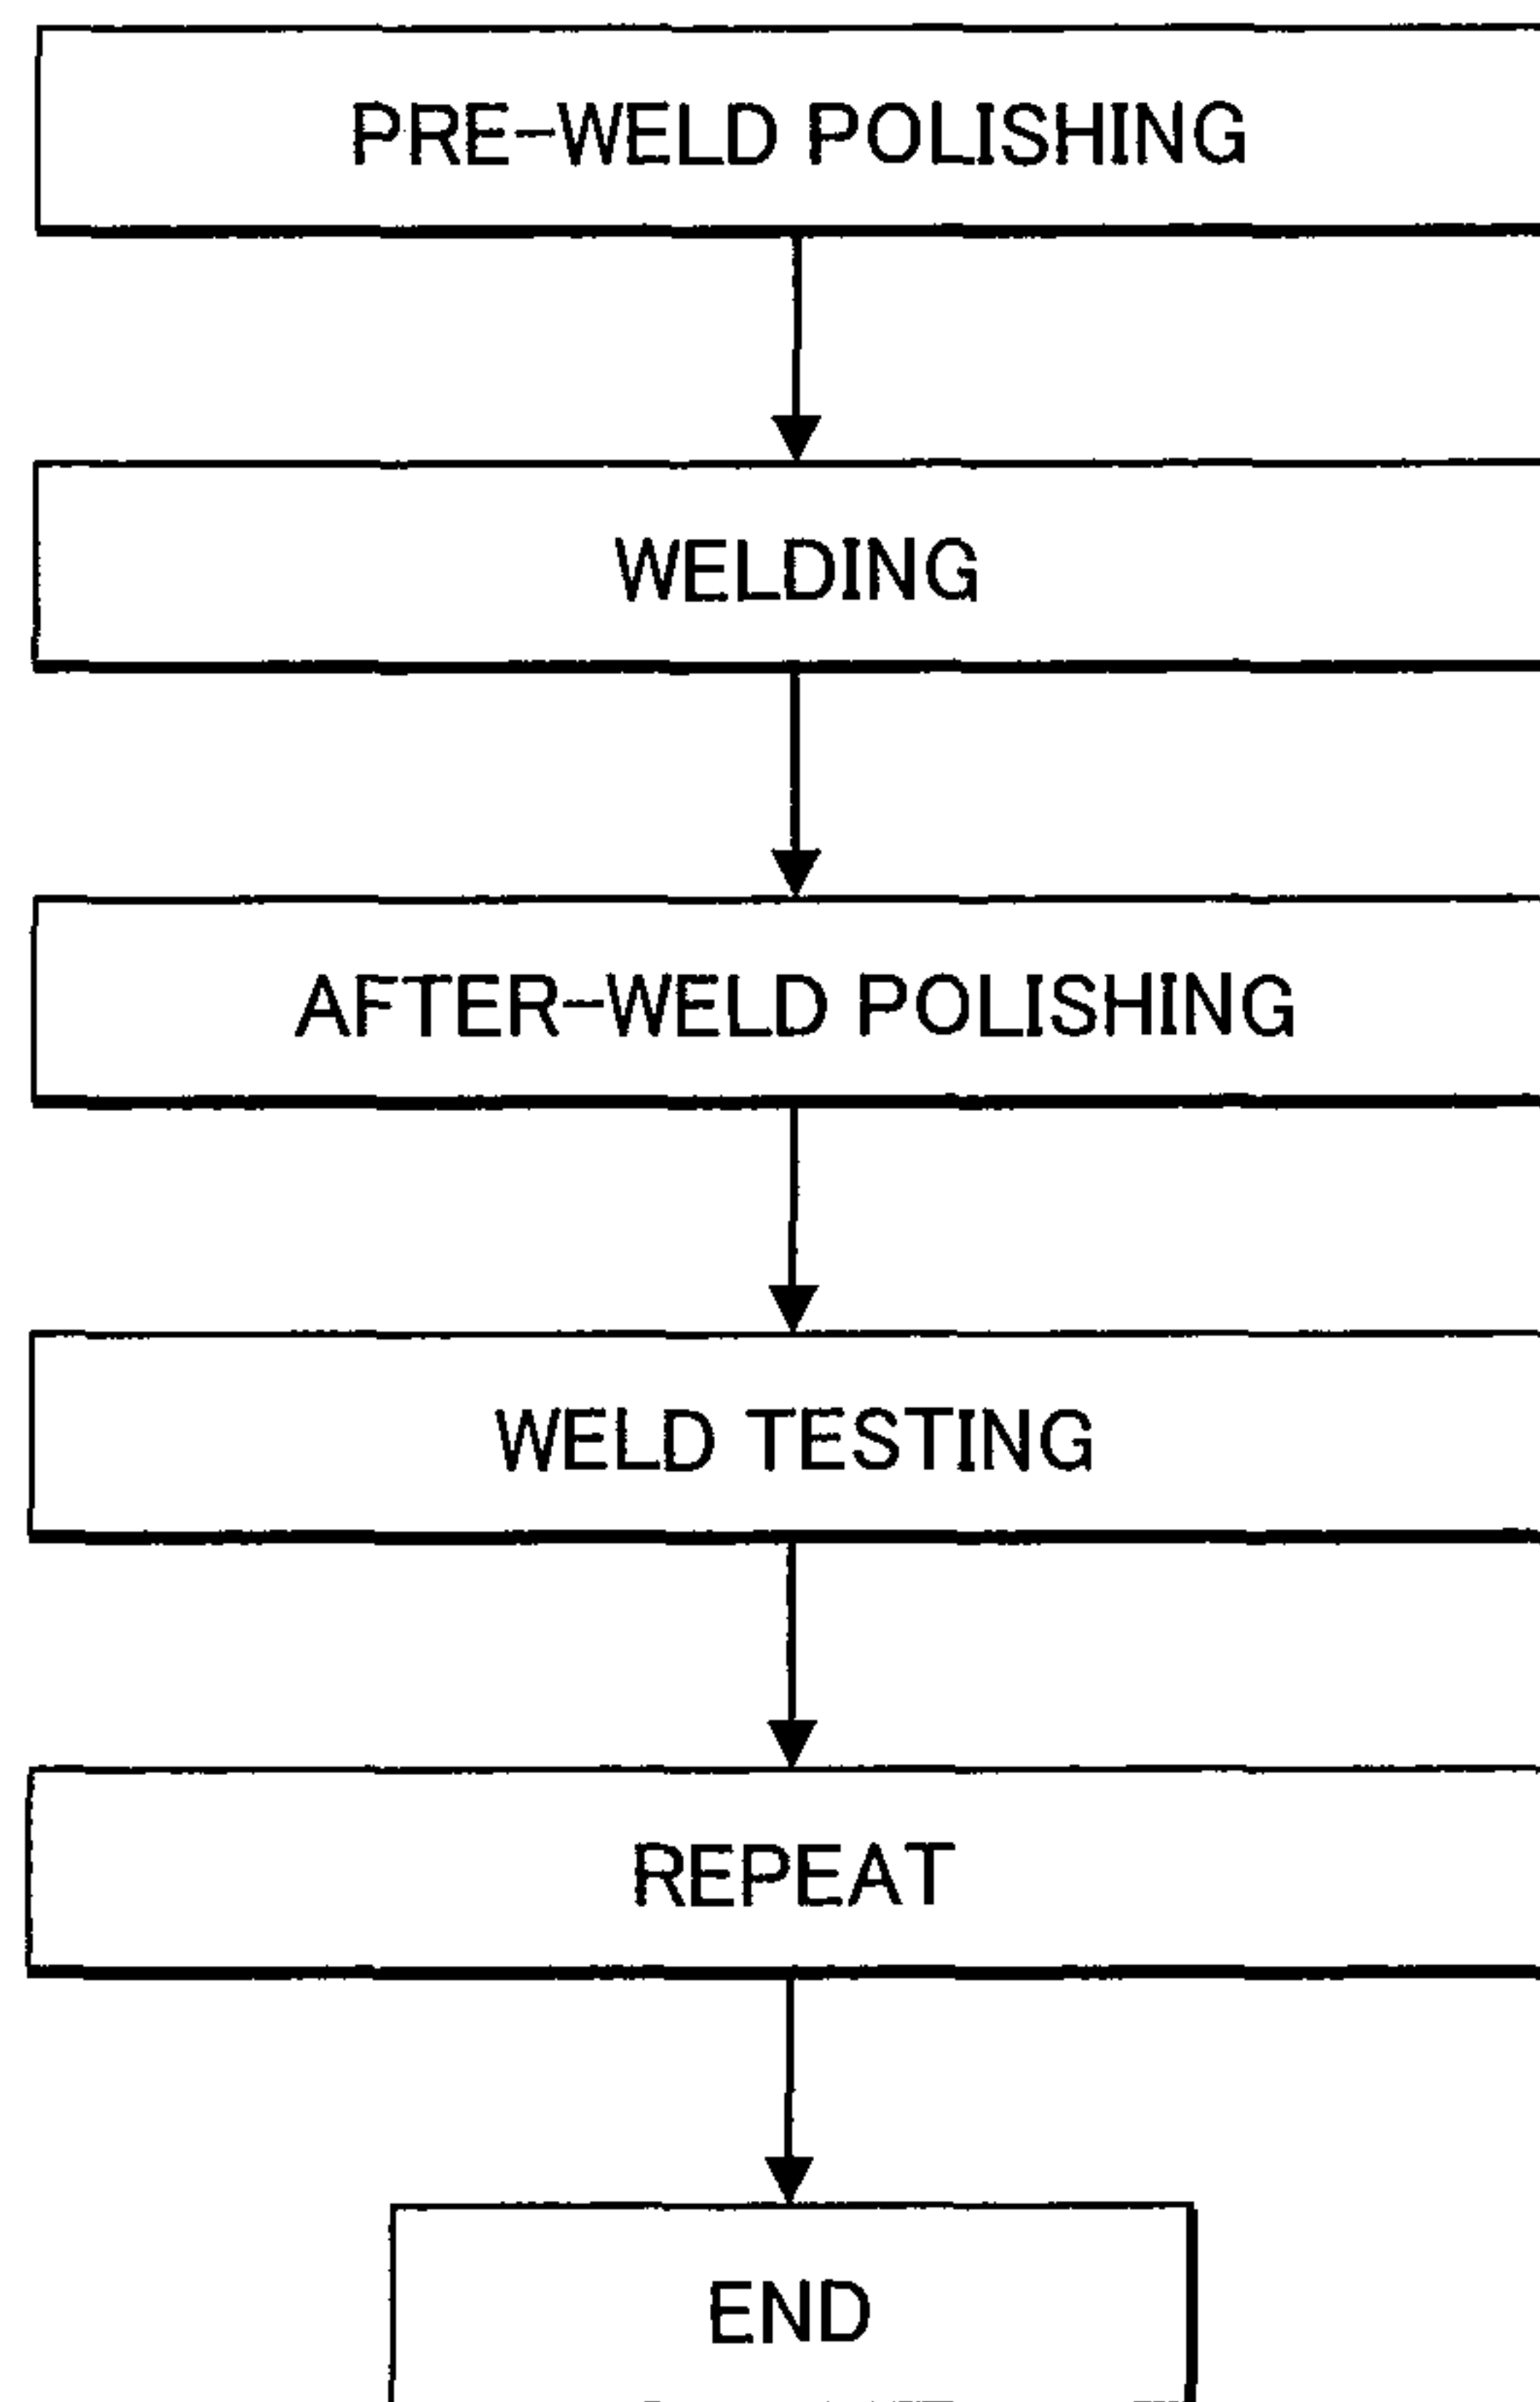 PRE-WELD POLISHING
WELDING
AFTER-WELD POLISHING
WELD TESTING
REPEAT
END